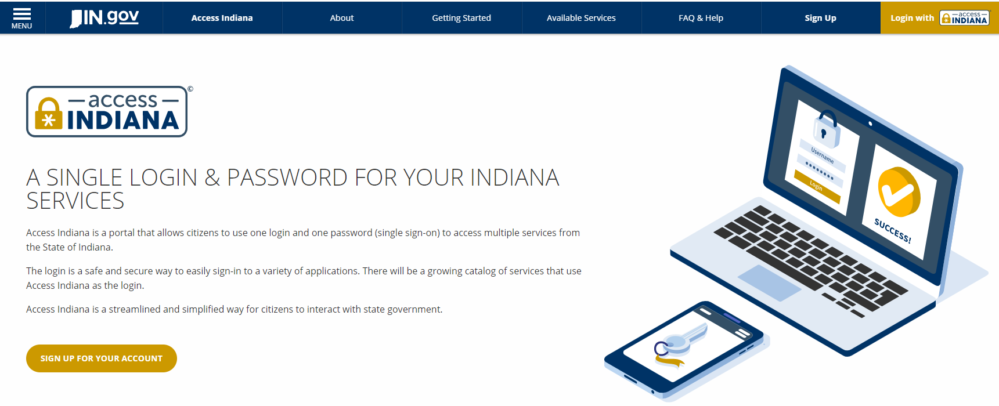 MENU
IN.gov
Access Indiana
About
Getting Started
Available Services
FAQ & Help
Sign Up
Login with
access
INDIANA
access
INDIANA
©
A SINGLE LOGIN & PASSWORD FOR YOUR INDIANA
SERVICES
Access Indiana is a portal that allows citizens to use one login and one password (single sign-on) to access multiple services from
the State of Indiana.
The login is a safe and secure way to easily sign-in to a variety of applications. There will be a growing catalog of services that use
Access Indiana as the login.
Access Indiana is a streamlined and simplified way for citizens to interact with state government.
SIGN UP FOR YOUR ACCOUNT
Username
Login
SUCCESS!